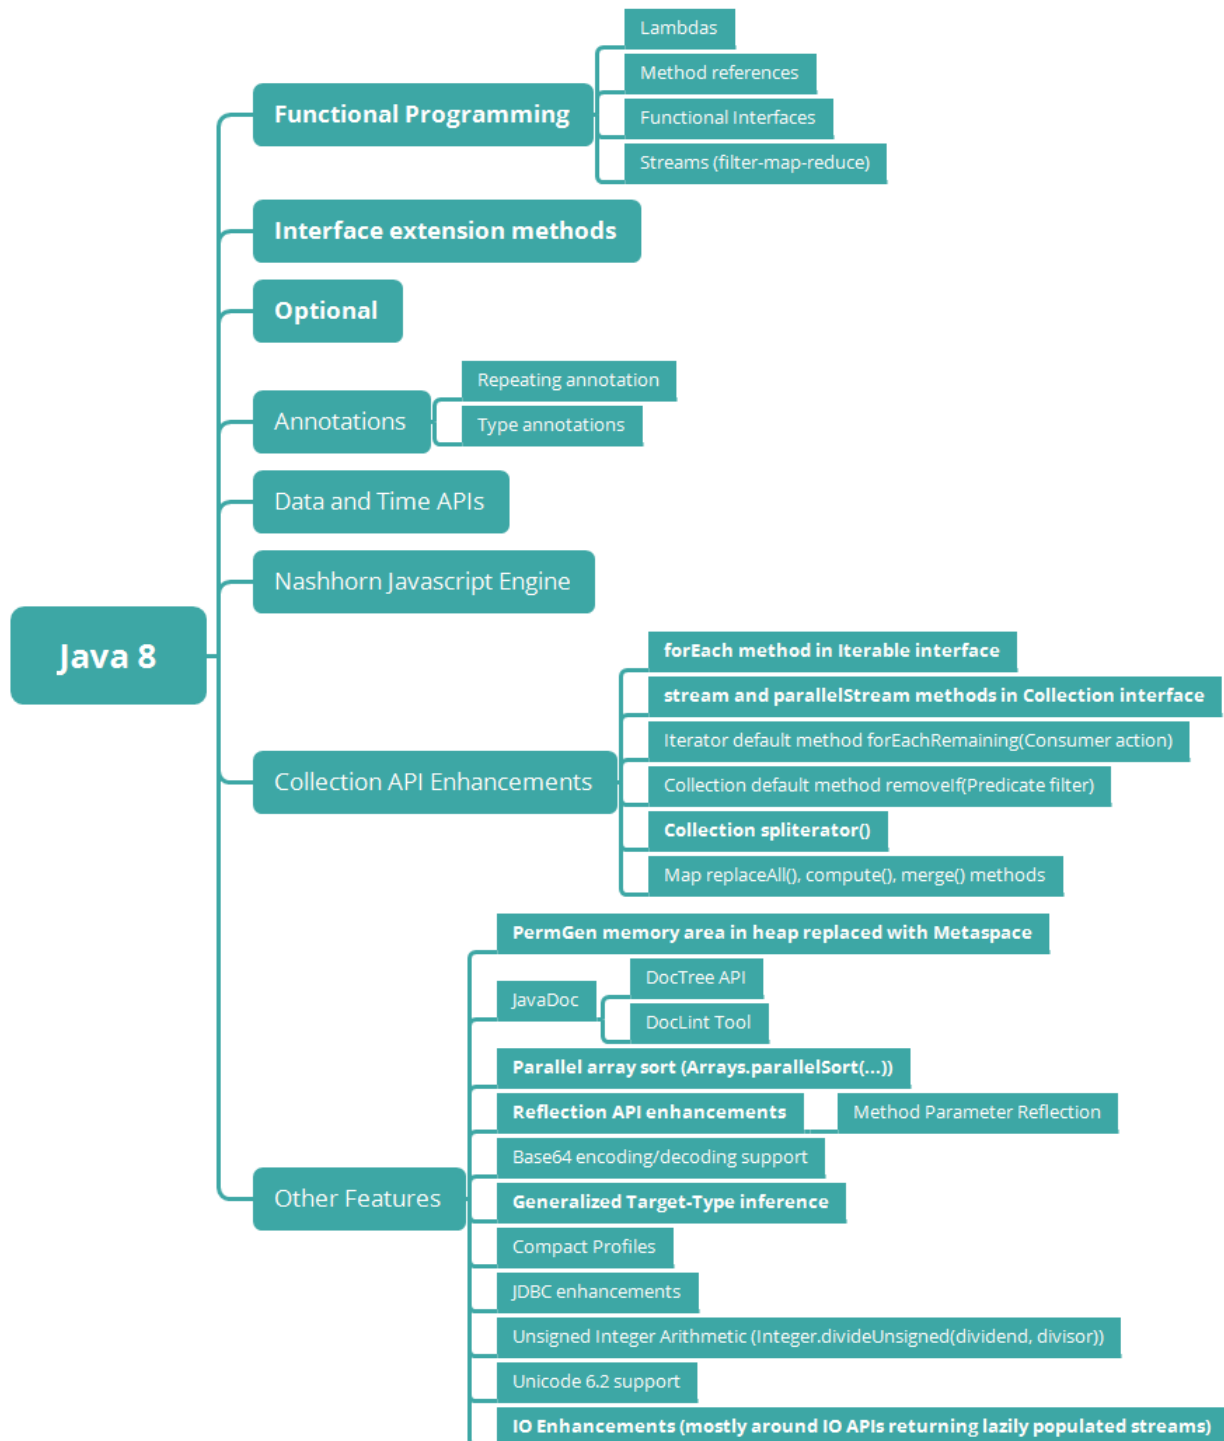 Java 8
Functional Programming
Lambdas
Method references
Functional Interfaces
Streams (filter-map-reduce)
Interface extension methods
Optional
Annotations
Repeating annotation
Type annotations
Data and Time APIs
Nashhorn Javascript Engine
Collection API Enhancements
forEach method in Iterable interface
stream and parallelStream methods in Collection interface
Iterator default method forEachRemaining(Consumer action)
Collection default method removeIf(Predicate filter)
Collection spliterator()
Map replaceAll(), compute(), merge() methods
Other Features
PermGen memory area in heap replaced with Metaspace
JavaDoc
DocTree API
DocLint Tool
Parallel array sort (Arrays.parallelSort(...))
Reflection API enhancements
Method Parameter Reflection
Base64 encoding/decoding support
Generalized Target-Type inference
Compact Profiles
JDBC enhancements
Unsigned Integer Arithmetic (Integer.divideUnsigned(dividend, divisor))
Unicode 6.2 support
IO Enhancements (mostly around IO APIs returning lazily populated streams)